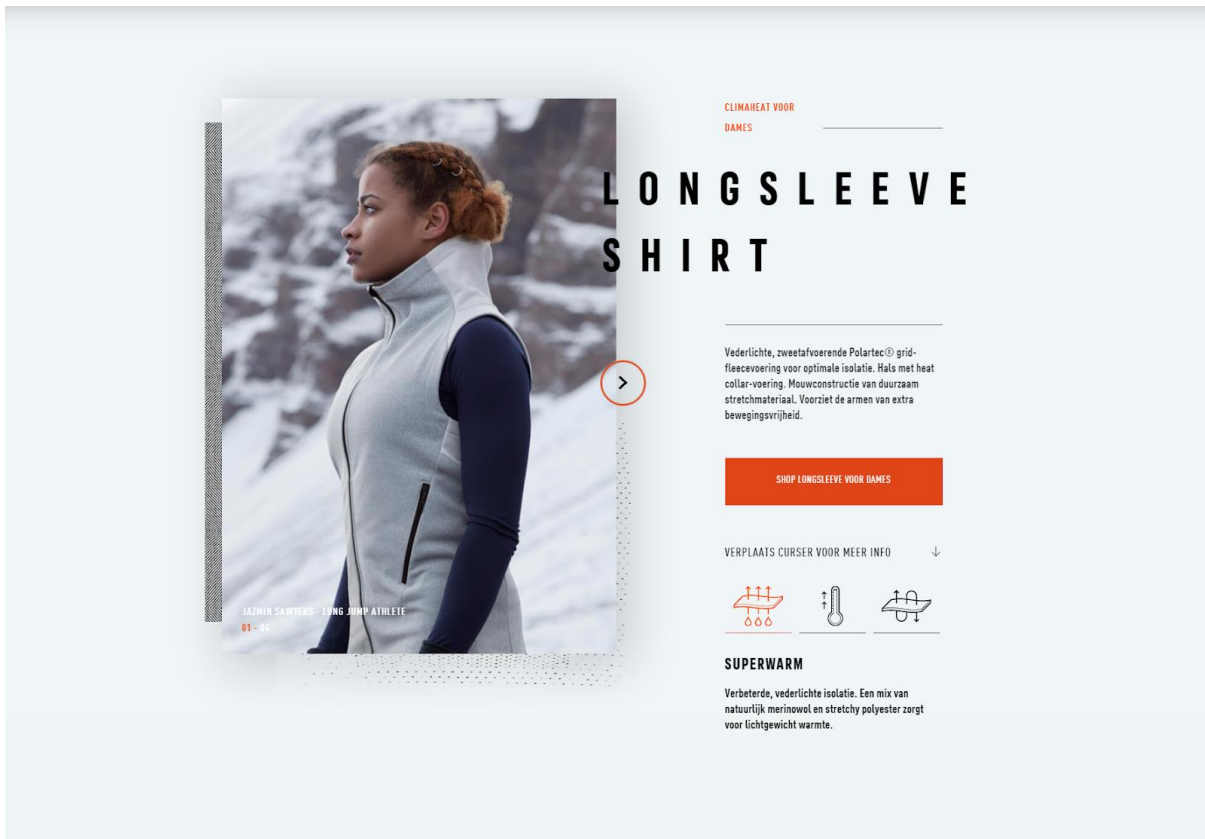 CLIMAHEAT VOOR
DAMES
LONGSLEEVE
SHIRT
Vederlichte, zweetafvoerende Polartec® grid-
fleecevoering voor optimale isolatie. Hals met heat
collar-voering. Mouwconstructie van duurzaam
stretchmateriaal. Voorziet de armen van extra
bewegingsvrijheid.
SHOP LONGSLEEVE VOOR DAMES
VERPLAATS CURSER VOOR MEER INFO
SUPERWARM
Verbeterde, vederlichte isolatie. Een mix van
natuurlijk merinowol en stretchy polyester zorgt
voor lichtgewicht warmte.
JAZMIN SAWYERS - LONG JUMP ATHLETE
01 - 04